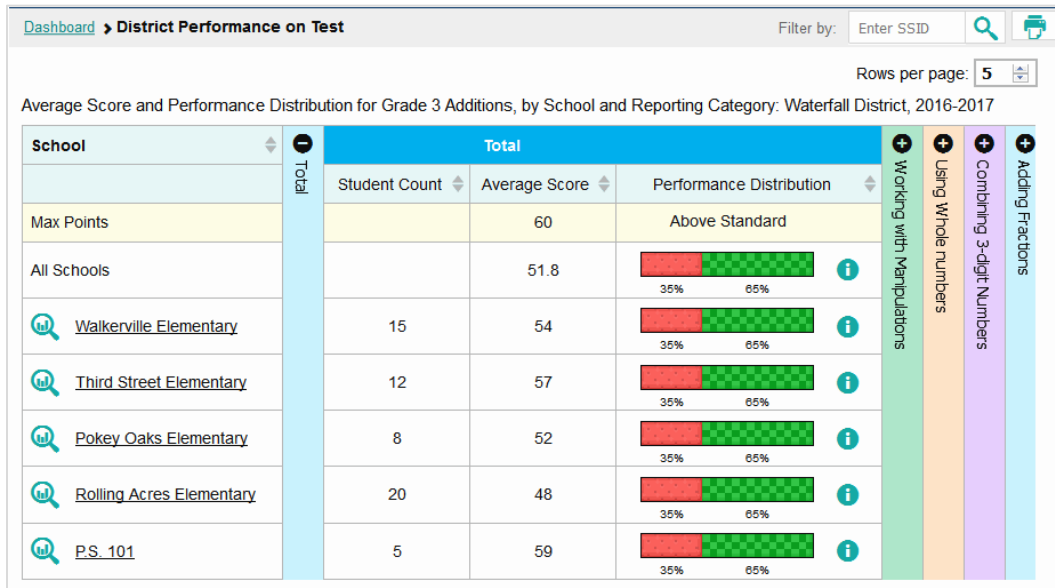 Dashboard > District Performance on Test
Filter by: Enter SSID
Rows per page: 5
Average Score and Performance Distribution for Grade 3 Additions, by School and Reporting Category: Waterfall District, 2016-2017
School Total Total Working with Manipulations Using Whole numbers Combining 3-digit Numbers Adding Fractions
Student Count Average Score Performance Distribution
Max Points 60 Above Standard
All Schools 51.8
35% 65%
Walkerville Elementary 15 54
35% 65%
Third Street Elementary 12 57
35% 65%
Pokey Oaks Elementary 8 52
35% 65%
Rolling Acres Elementary 20 48
35% 65%
P.S. 101 5 59
35% 65%